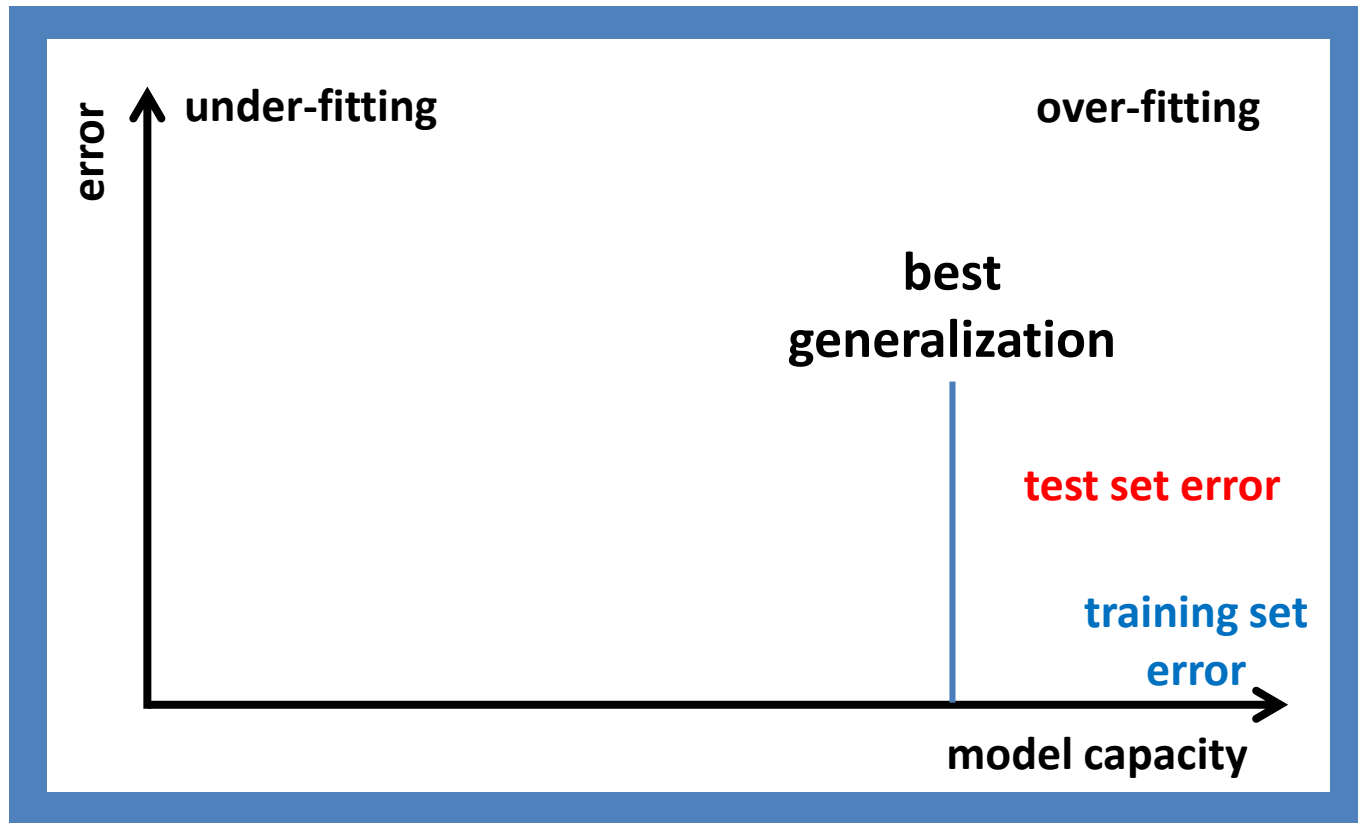 error
under-fitting
over-fitting
best
generalization
test set error
training set
error
model capacity